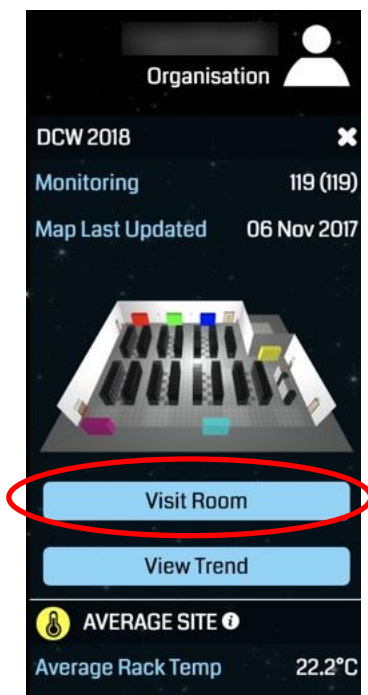 Organisation
DCW 2018
Monitoring 119 (119)
Map Last Updated 06 Nov 2017
Visit Room
View Trend
AVERAGE SITE
Average Rack Temp 22.2°C